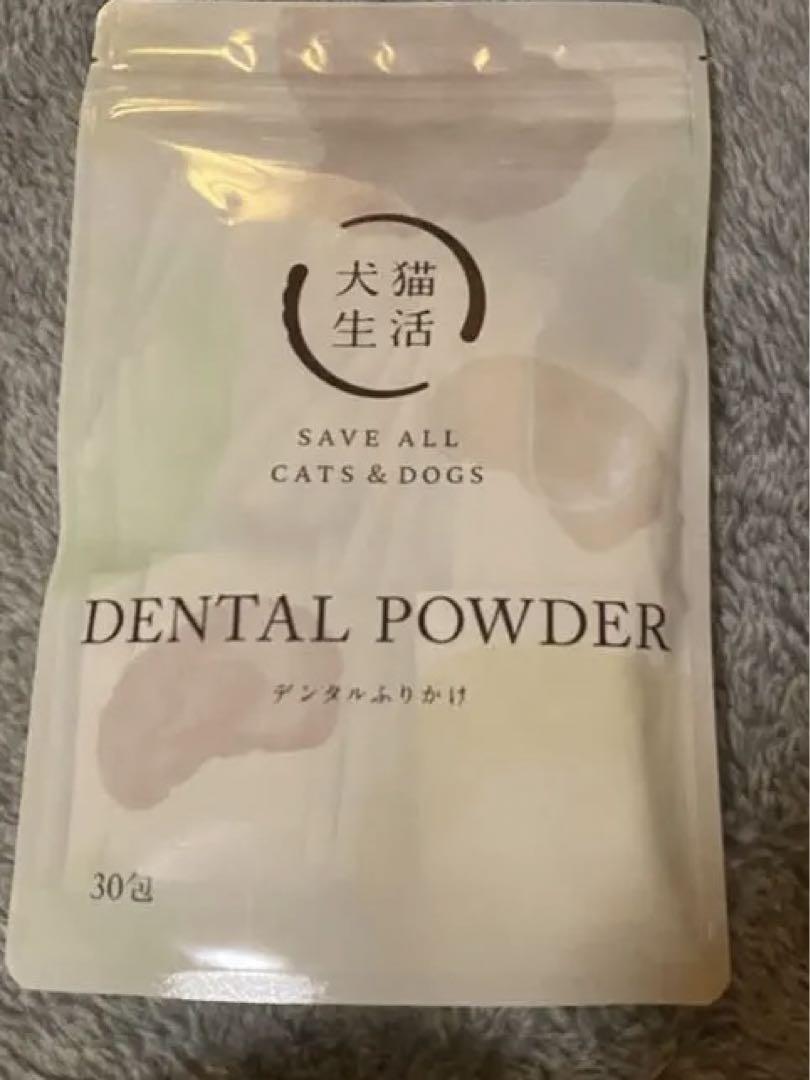 犬猫
生活
SAVE ALL
CATS & DOGS
DENTAL POWDER
デンタルふりかけ
30包